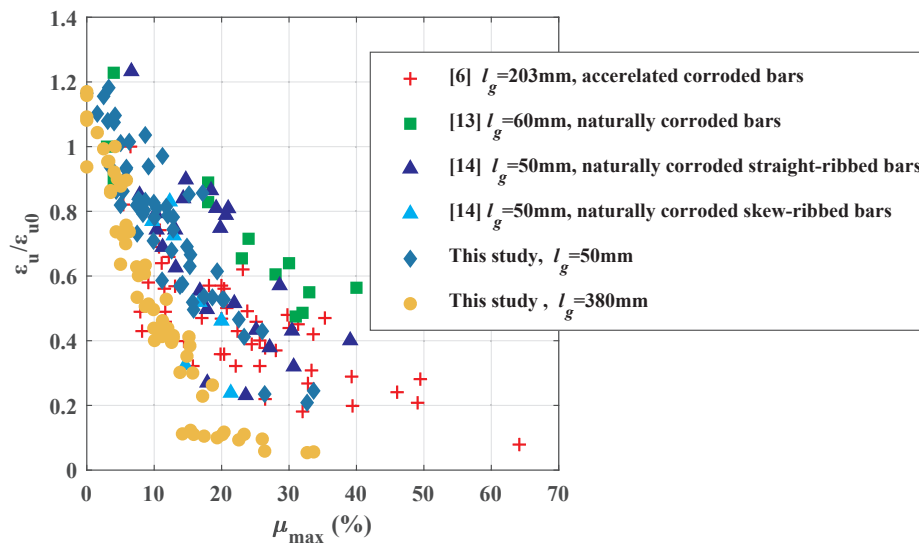 1.4
1.2
1
0.8
0.6
0.4
0.2
0
ε_u/ε_u0
0 10 20 30 40 50 60 70
μ_max (%)
[6] l_g=203mm, accerelated corroded bars
[13] l_g=60mm, naturally corroded bars
[14] l_g=50mm, naturally corroded straight-ribbed bars
[14] l_g=50mm, naturally corroded skew-ribbed bars
This study, l_g=50mm
This study , l_g=380mm